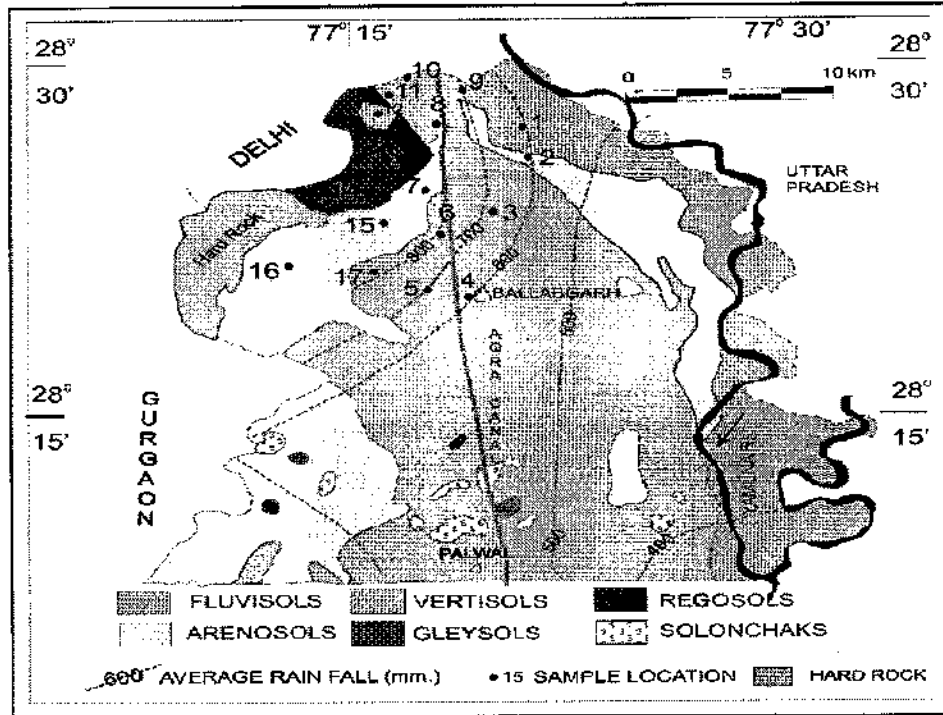 77° 15'
77° 30'
28° 30'
28° 30'
0 5 10 km
10
11
9
8
2
DELHI
UTTAR PRADESH
7
15
6
3
Hard Rock
16
17
5
4
BALLABGARH
AGRA CANAL
28° 15'
28° 15'
GURGAON
PALWAL
FLUVISOLS VERTISOLS REGOSOLS
ARENOSOLS GLEYSOLS SOLONCHAKS
600 AVERAGE RAIN FALL (mm.) • 15 SAMPLE LOCATION HARD ROCK